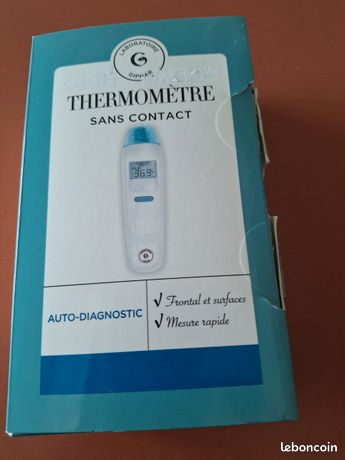 LABORATOIRE
G
GIPHAR
THERMOMÈTRE
SANS CONTACT
36.9
AUTO-DIAGNOSTIC
√ Frontal et surfaces
√ Mesure rapide
leboncoin